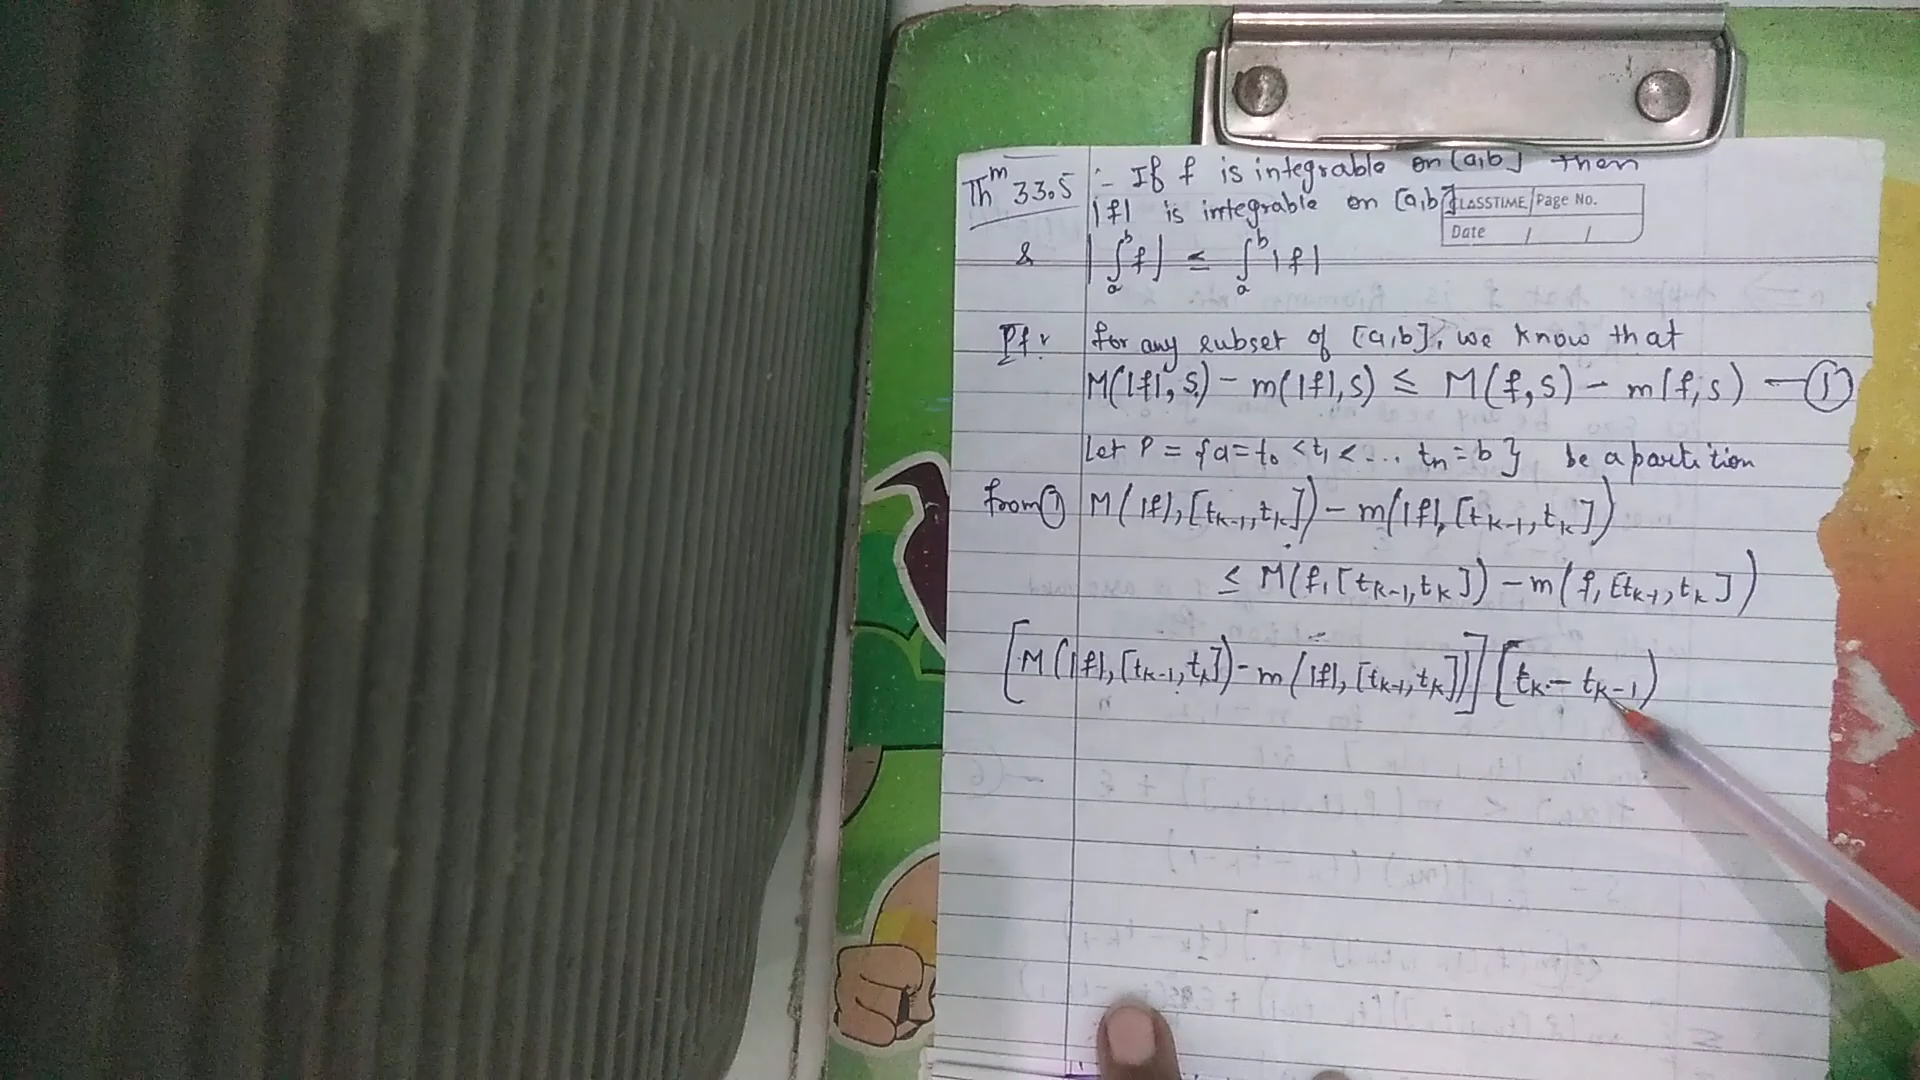 Thm 33.5 :- If f is integrable on [a,b] then
|f| is integrable on [a,b]
CLASSTIME Page No.
Date / /
& |∫_a^b f| ≤ ∫_a^b |f|
Pf: for any subset of [a,b], we know that
M(|f|, S) - m(|f|, S) ≤ M(f, S) - m(f, S) — ①
Let P = {a = t₀ < t₁ < ... tₙ = b} be a partition
from ① M(|f|, [tₖ₋₁, tₖ]) - m(|f|, [tₖ₋₁, tₖ])
≤ M(f, [tₖ₋₁, tₖ]) - m(f, [tₖ₋₁, tₖ])
[M(|f|, [tₖ₋₁, tₖ]) - m(|f|, [tₖ₋₁, tₖ])] [tₖ - tₖ₋₁)